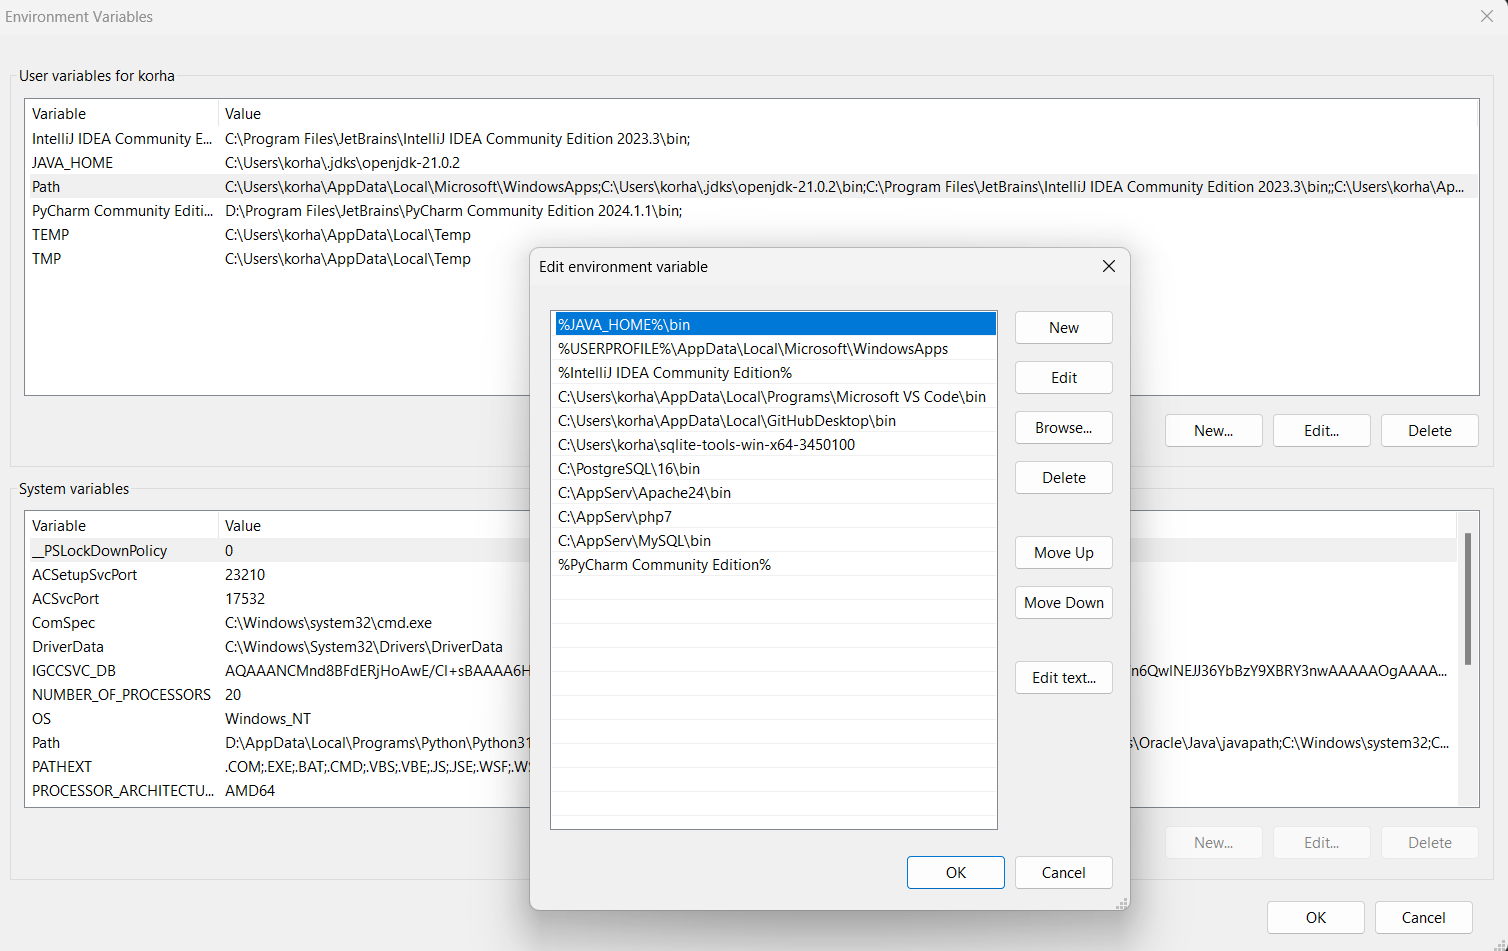 Environment Variables
User variables for korha
Variable Value
IntelliJ IDEA Community E... C:\Program Files\JetBrains\IntelliJ IDEA Community Edition 2023.3\bin;
JAVA_HOME C:\Users\korha\.jdks\openjdk-21.0.2
Path C:\Users\korha\AppData\Local\Microsoft\WindowsApps;C:\Users\korha\.jdks\openjdk-21.0.2\bin;C:\Program Files\JetBrains\IntelliJ IDEA Community Edition 2023.3\bin;;C:\Users\korha\Ap...
PyCharm Community Editi... D:\Program Files\JetBrains\PyCharm Community Edition 2024.1.1\bin;
TEMP C:\Users\korha\AppData\Local\Temp
TMP C:\Users\korha\AppData\Local\Temp
New... Edit... Delete
System variables
Variable Value
__PSLockDownPolicy 0
ACSetupSvcPort 23210
ACSvcPort 17532
ComSpec C:\Windows\system32\cmd.exe
DriverData C:\Windows\System32\Drivers\DriverData
IGCCSVC_DB AQAAANCMnd8BFdERjHoAwE/Cl+sBAAAA6H n6QwlNEJJ36YbBzY9XBRY3nwAAAAAOgAAAA...
NUMBER_OF_PROCESSORS 20
OS Windows_NT
Path D:\AppData\Local\Programs\Python\Python31 s\Oracle\Java\javapath;C:\Windows\system32;C...
PATHEXT .COM;.EXE;.BAT;.CMD;.VBS;.VBE;.JS;.JSE;.WSF;.WS
PROCESSOR_ARCHITECTU... AMD64
New... Edit... Delete
OK Cancel
Edit environment variable
%JAVA_HOME%\bin
%USERPROFILE%\AppData\Local\Microsoft\WindowsApps
%IntelliJ IDEA Community Edition%
C:\Users\korha\AppData\Local\Programs\Microsoft VS Code\bin
C:\Users\korha\AppData\Local\GitHubDesktop\bin
C:\Users\korha\sqlite-tools-win-x64-3450100
C:\PostgreSQL\16\bin
C:\AppServ\Apache24\bin
C:\AppServ\php7
C:\AppServ\MySQL\bin
%PyCharm Community Edition%
New
Edit
Browse...
Delete
Move Up
Move Down
Edit text...
OK Cancel